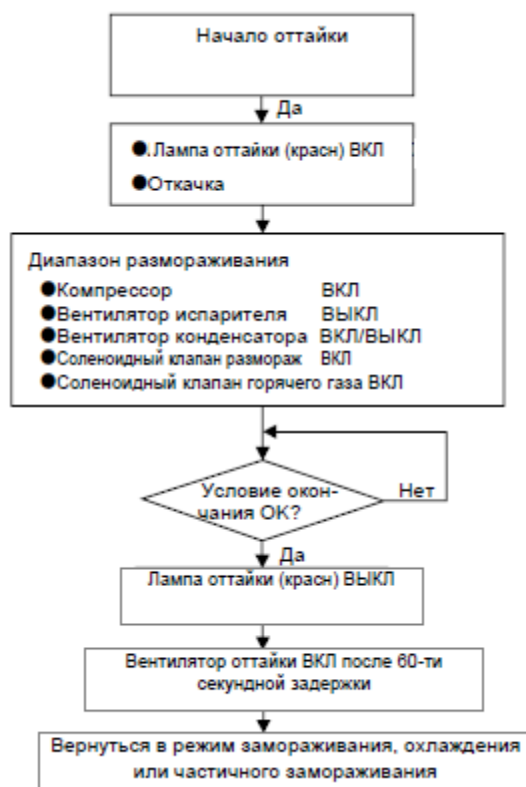 Начало оттайки
Да
●.Лампа оттайки (красн) ВКЛ
●Откачка
Диапазон размораживания
●Компрессор ВКЛ
●Вентилятор испарителя ВЫКЛ
●Вентилятор конденсатора ВКЛ/ВЫКЛ
●Соленоидный клапан размораж ВКЛ
●Соленоидный клапан горячего газа ВКЛ
Условие окон-
чания OK?
Нет
Да
Лампа оттайки (красн) ВЫКЛ
Вентилятор оттайки ВКЛ после 60-ти
секундной задержки
Вернуться в режим замораживания, охлаждения
или частичного замораживания